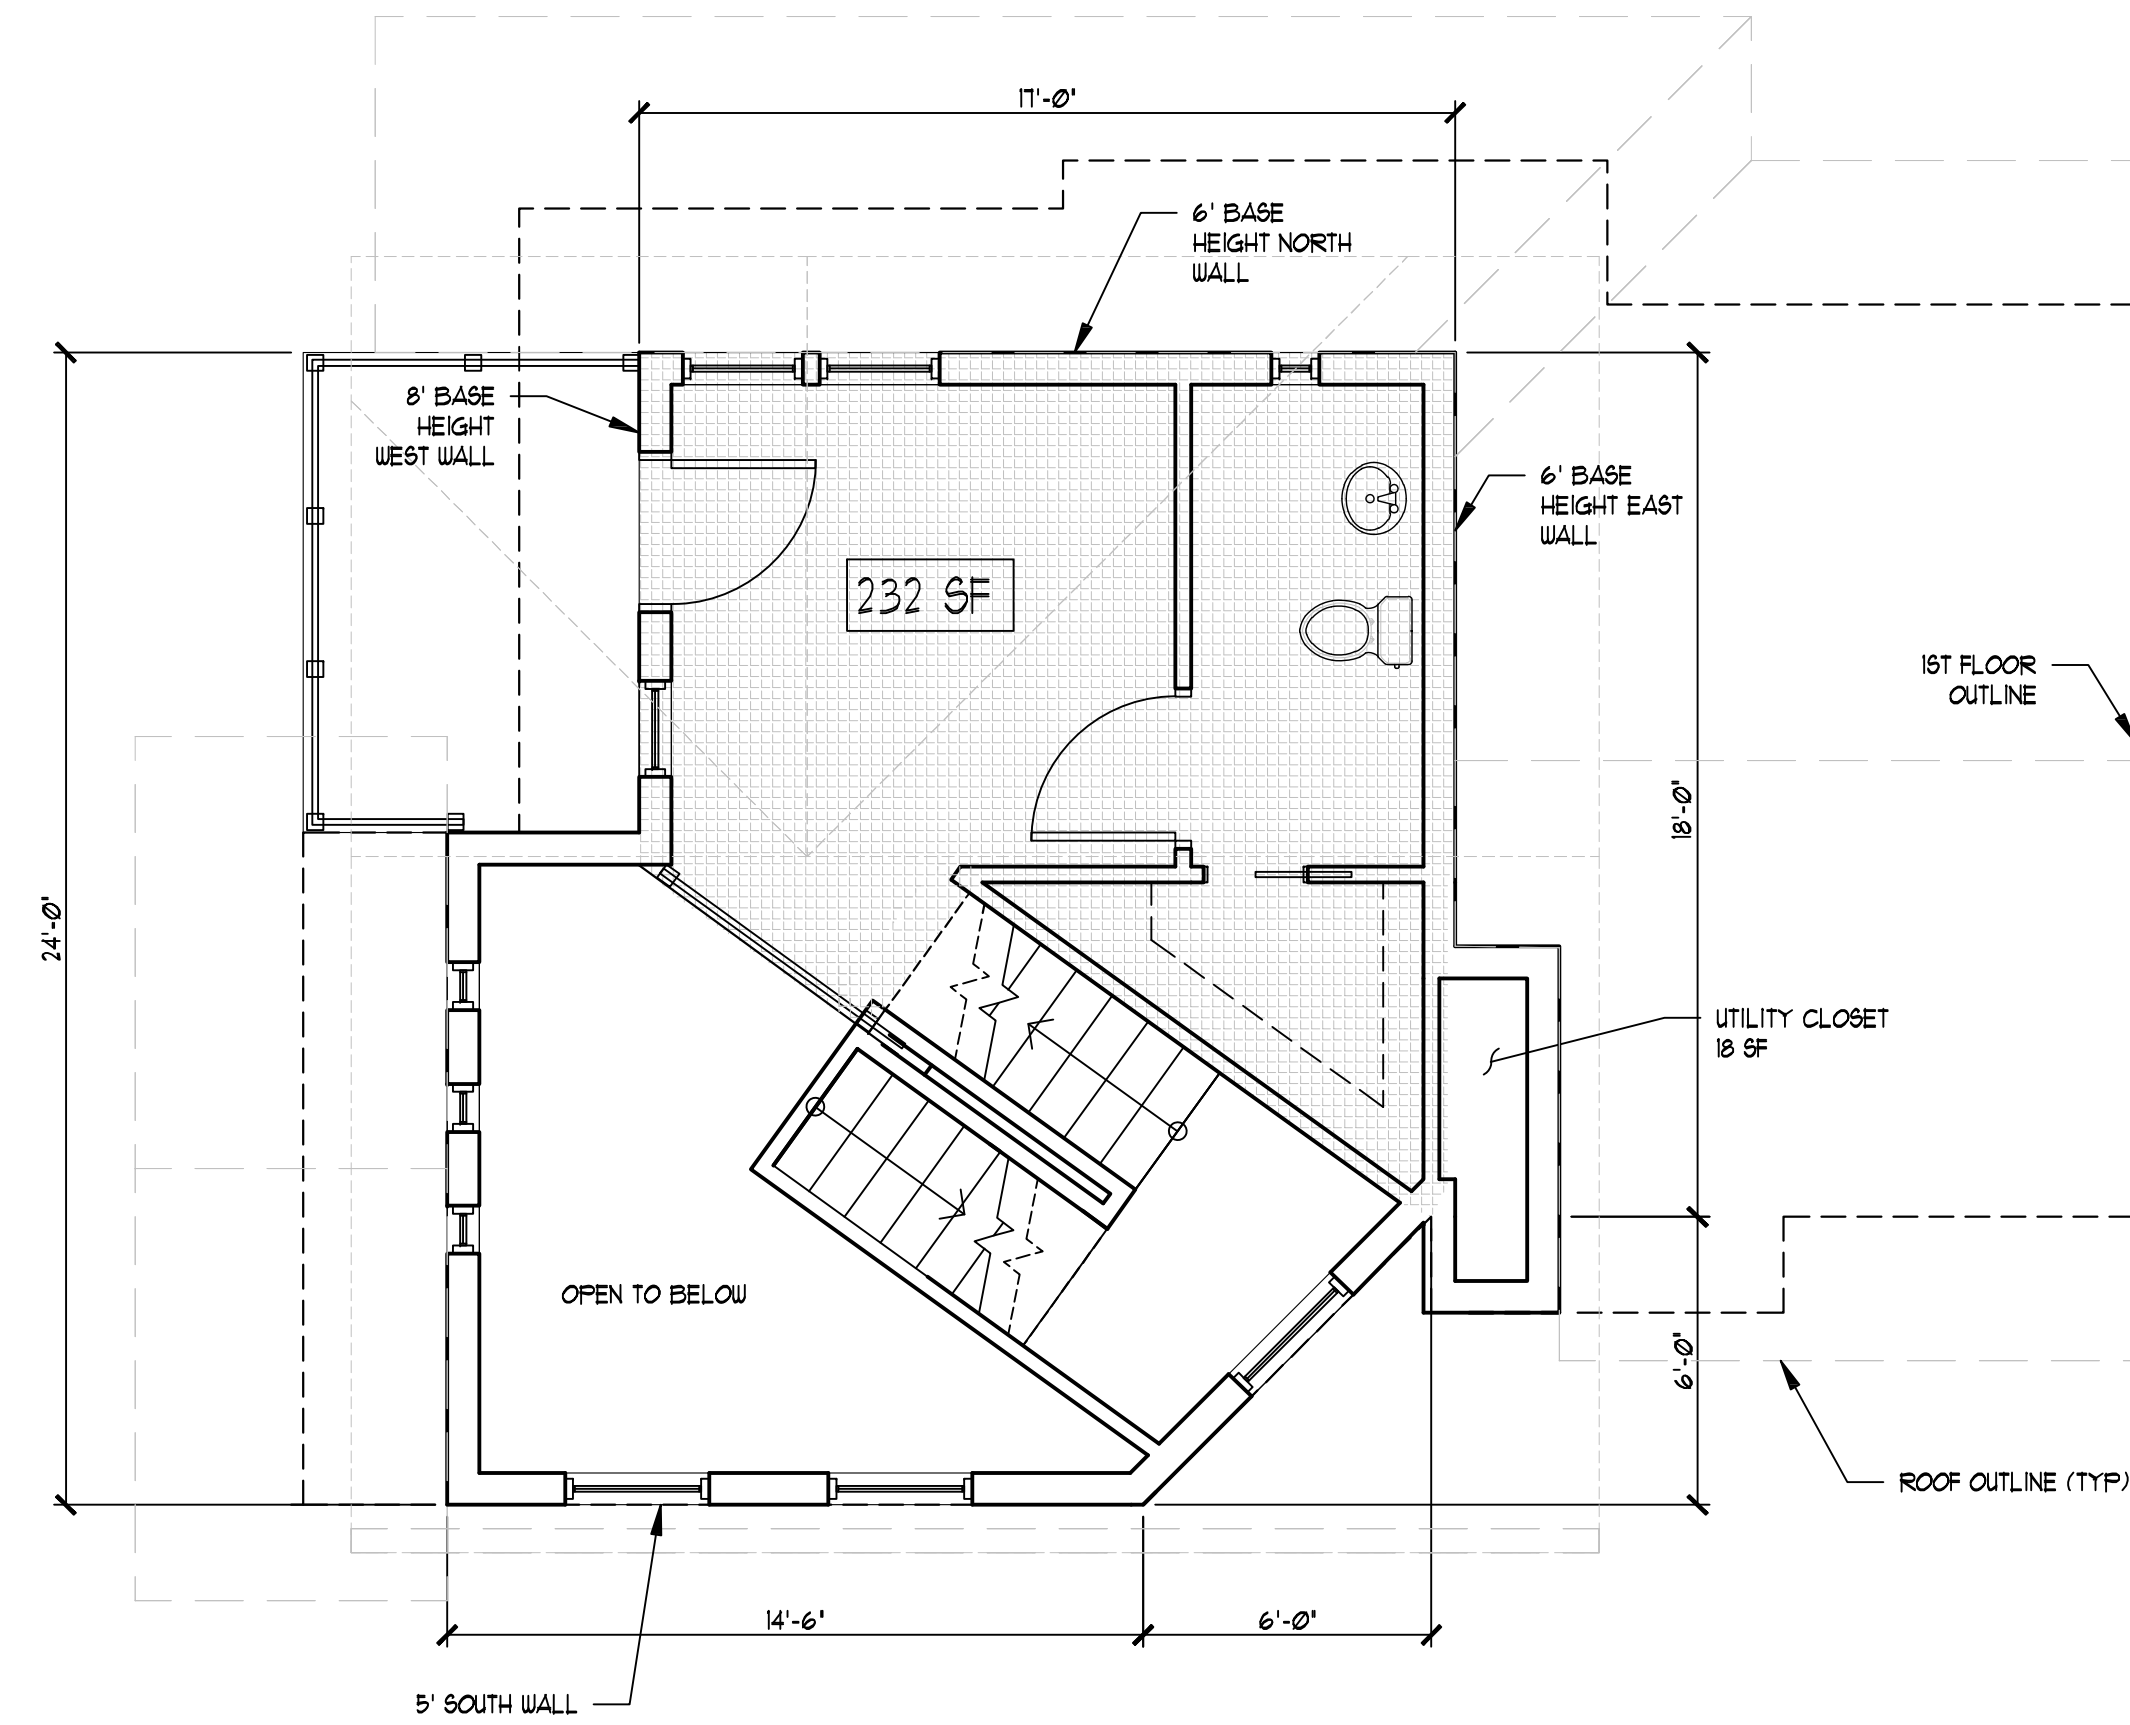 17'-0"
6' BASE
HEIGHT NORTH
WALL
8' BASE
HEIGHT
WEST WALL
6' BASE
HEIGHT EAST
WALL
232 SF
1ST FLOOR
OUTLINE
18'-0"
24'-0"
UTILITY CLOSET
18 SF
OPEN TO BELOW
6'-0"
ROOF OUTLINE (TYP)
14'-6"
6'-0"
5' SOUTH WALL